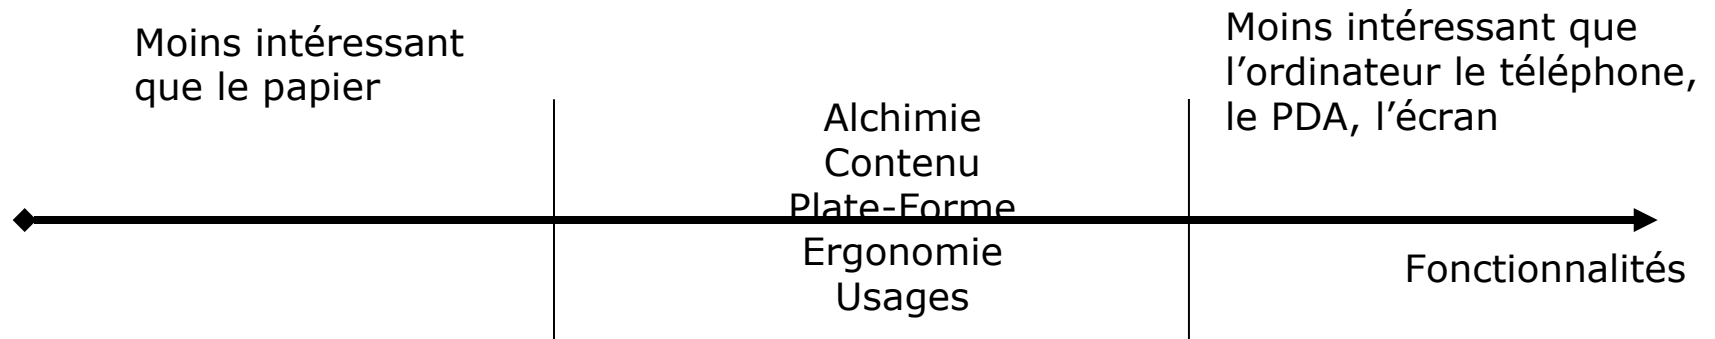 Moins intéressant
que le papier
Alchimie
Contenu
Plate-Forme
Ergonomie
Usages
Moins intéressant que
l’ordinateur le téléphone,
le PDA, l’écran
Fonctionnalités